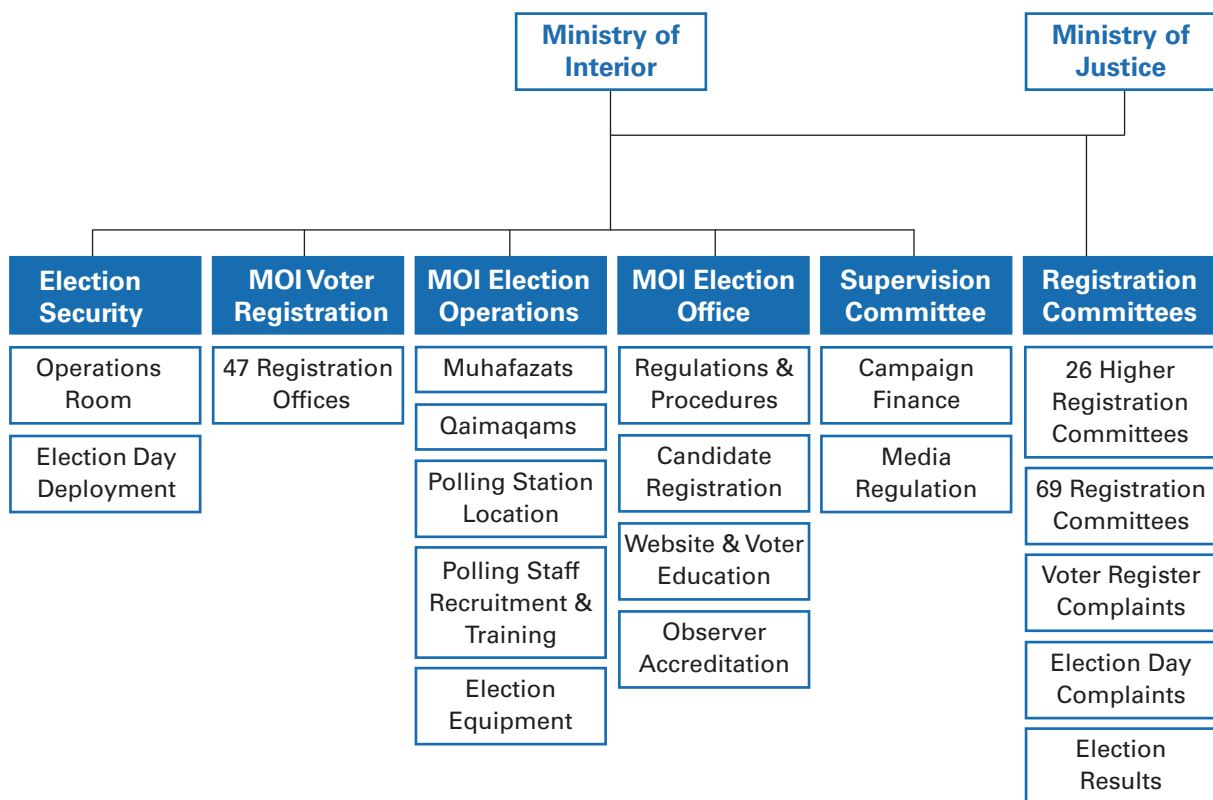 Ministry of
Interior
Ministry of
Justice
Election
Security
Operations
Room
Election Day
Deployment
MOI Voter
Registration
47 Registration
Offices
MOI Election
Operations
Muhafazats
Qaimaqams
Polling Station
Location
Polling Staff
Recruitment &
Training
Election
Equipment
MOI Election
Office
Regulations &
Procedures
Candidate
Registration
Website & Voter
Education
Observer
Accreditation
Supervision
Committee
Campaign
Finance
Media
Regulation
Registration
Committees
26 Higher
Registration
Committees
69 Registration
Committees
Voter Register
Complaints
Election Day
Complaints
Election
Results